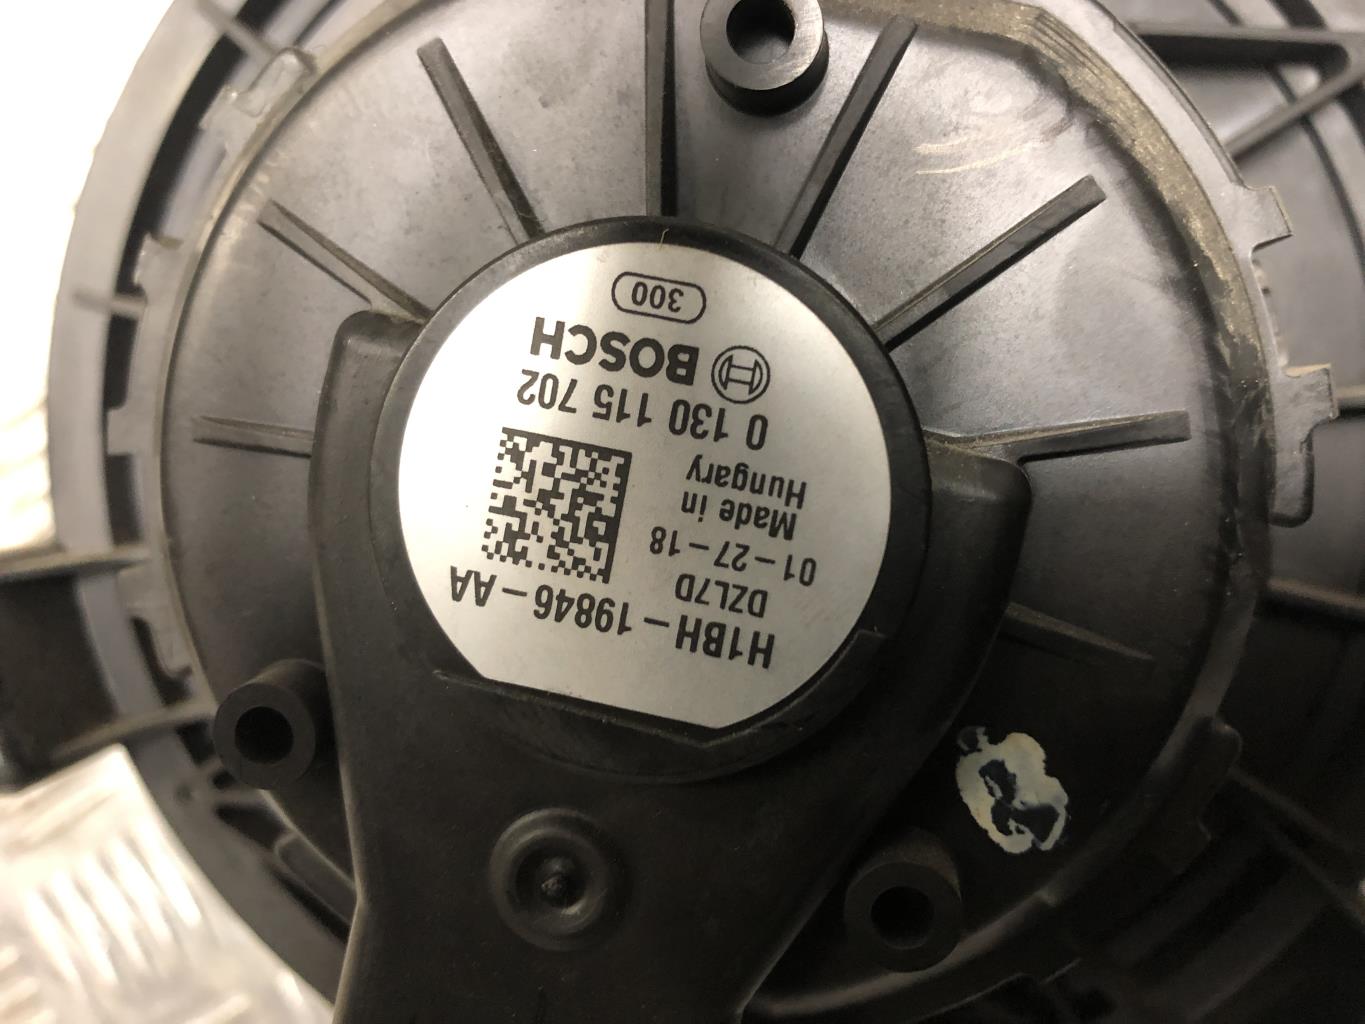 H1BH-19846-AA
DZL7D
01-27-18
Made in
Hungary
0 130 115 702
BOSCH
300